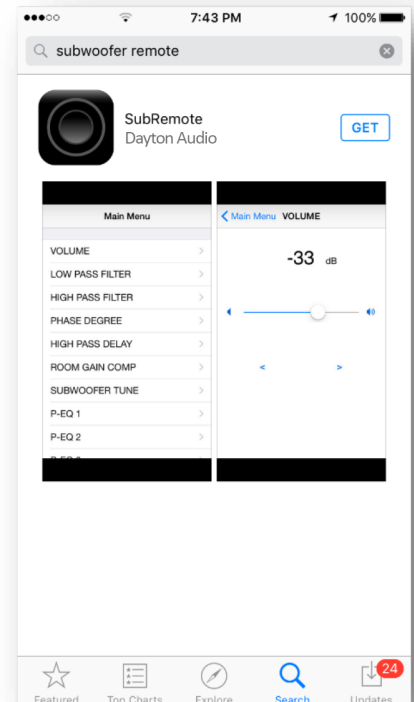 7:43 PM
100%
subwoofer remote
SubRemote
Dayton Audio
GET
Main Menu
VOLUME
LOW PASS FILTER
HIGH PASS FILTER
PHASE DEGREE
HIGH PASS DELAY
ROOM GAIN COMP
SUBWOOFER TUNE
P-EQ 1
P-EQ 2
Main Menu VOLUME
-33 dB
< >
24
Featured Top Charts Explore Search Updates